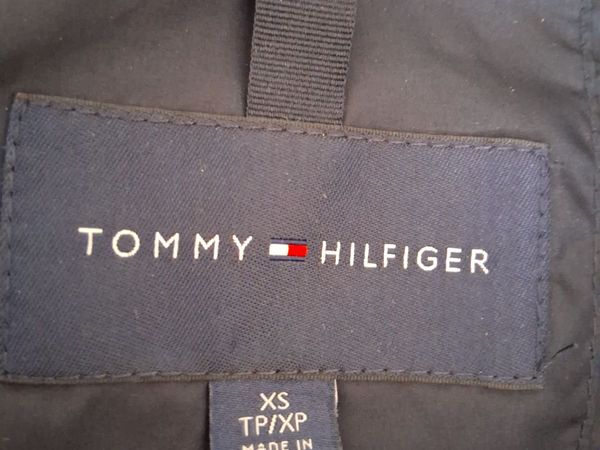 TOMMY HILFIGER
XS
TP/XP
MADE IN